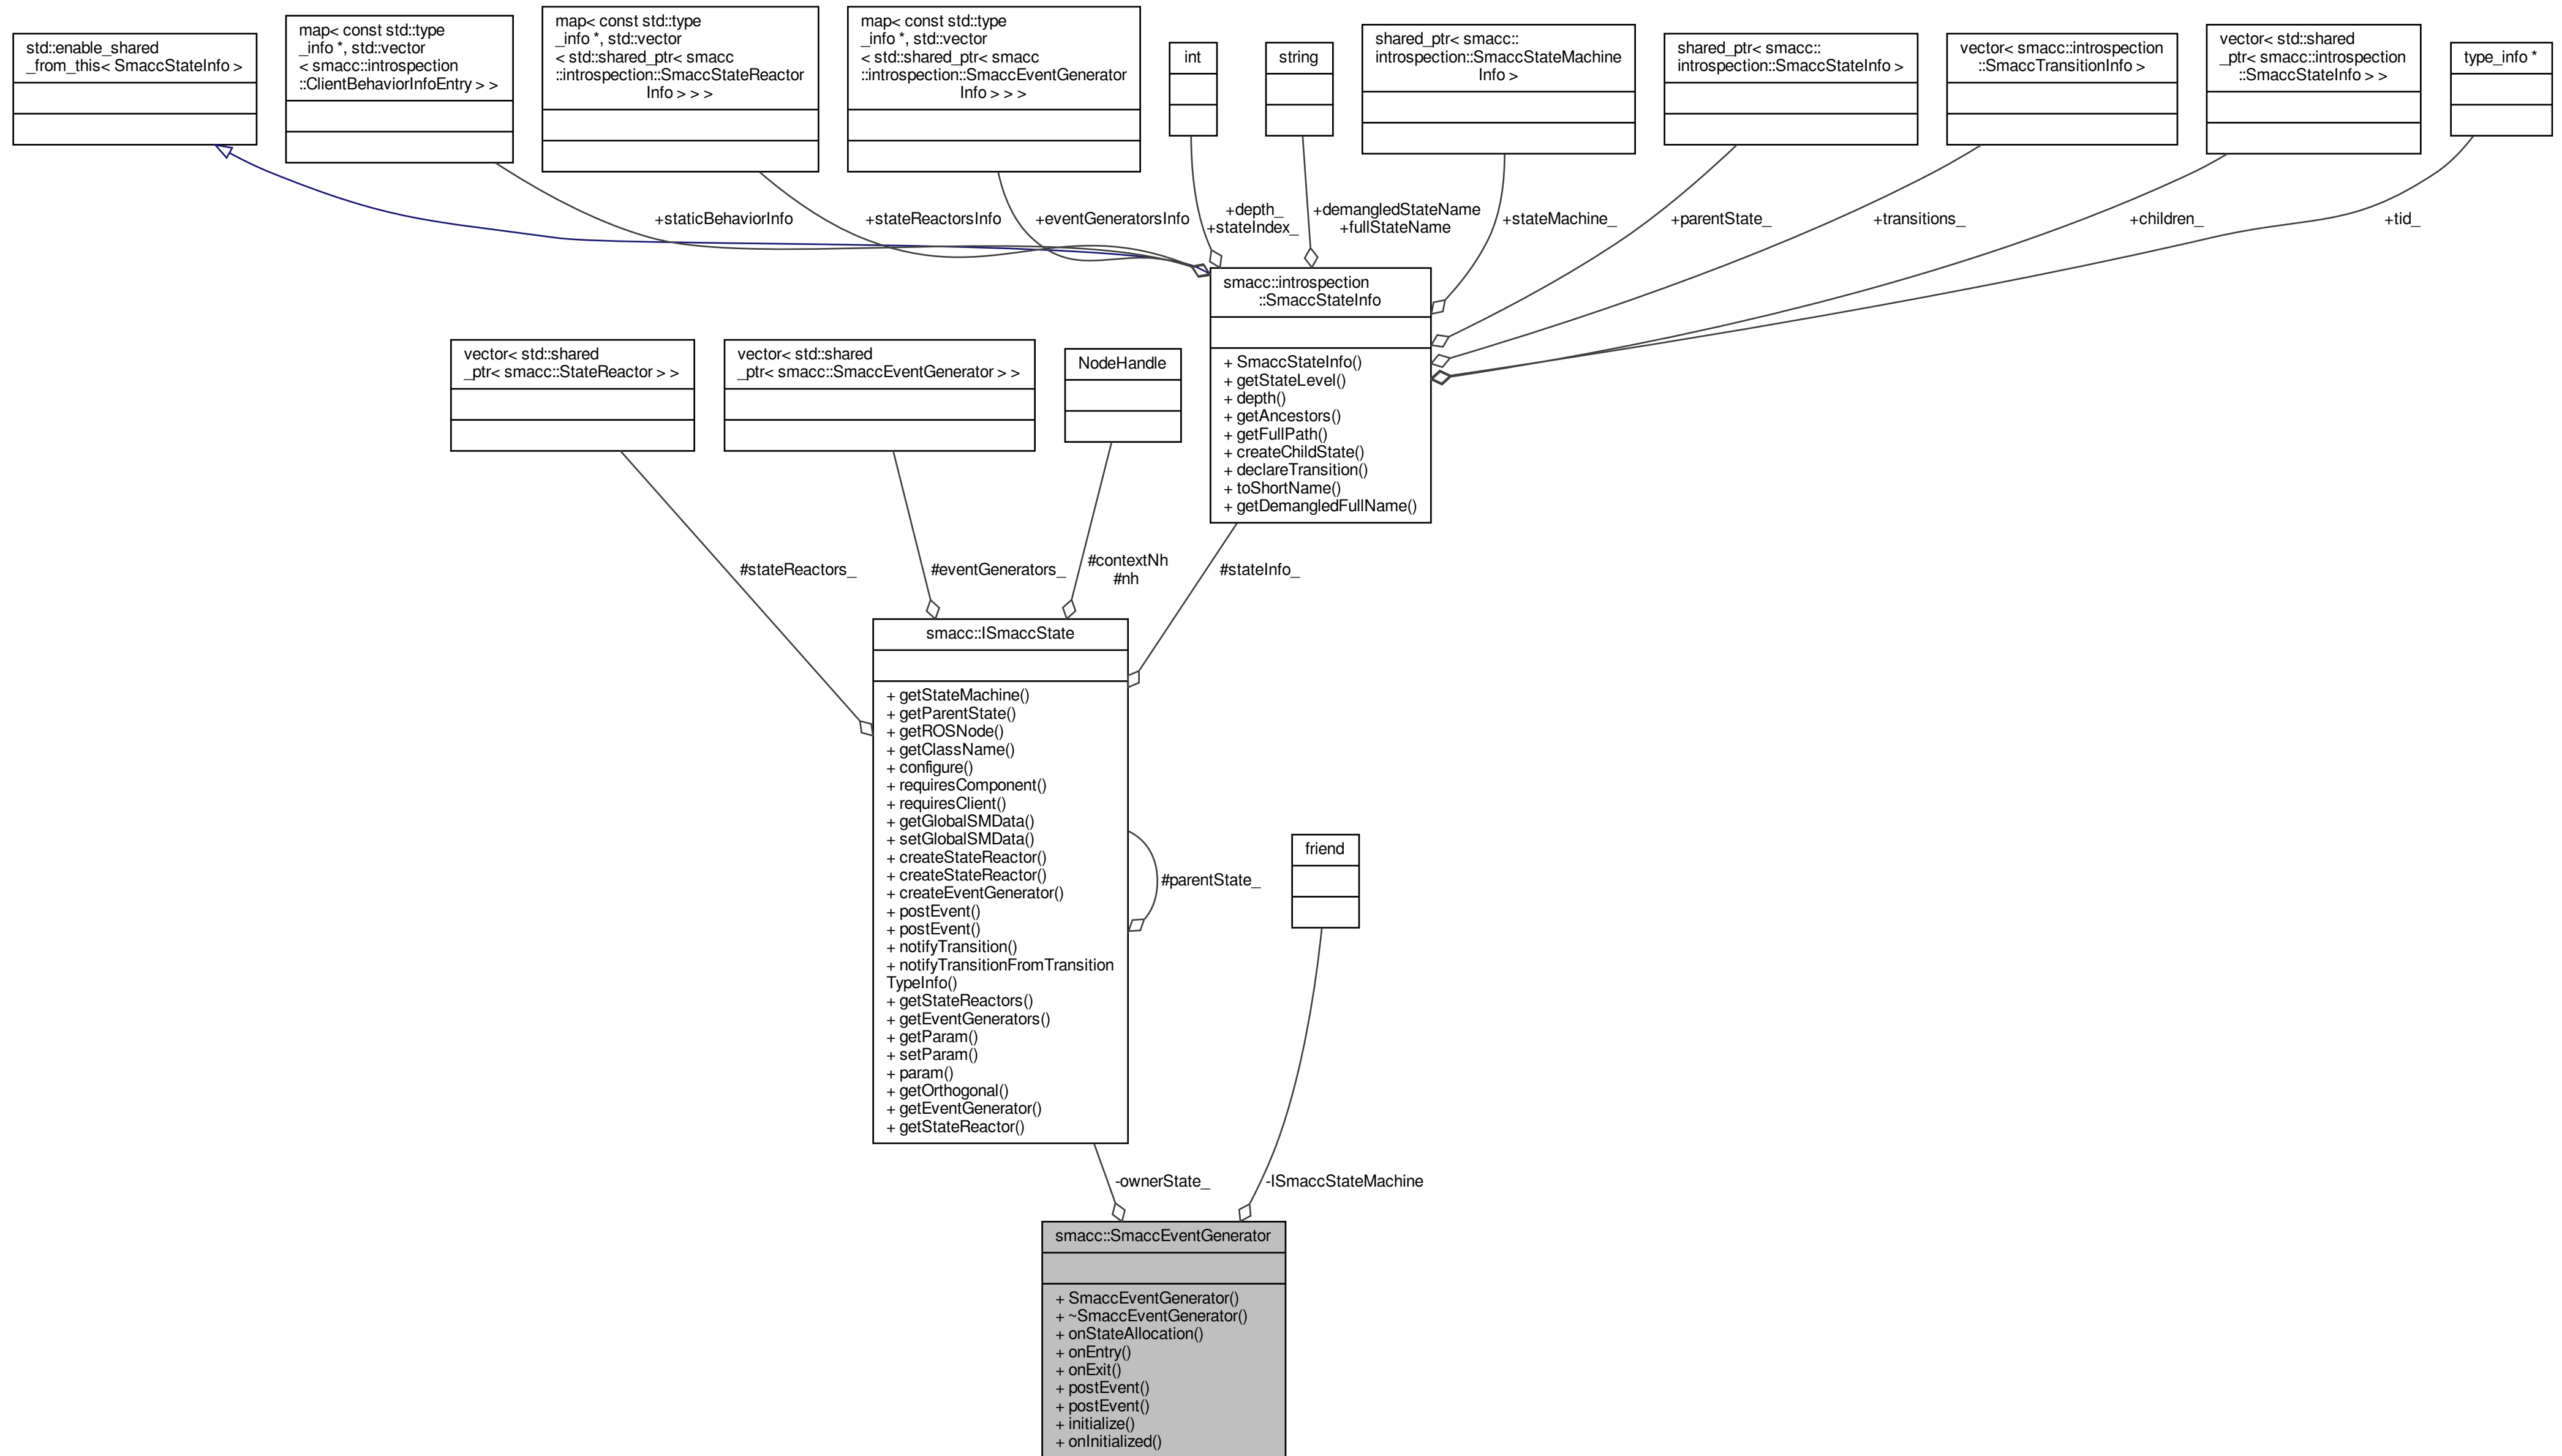 std::enable_shared
_from_this< SmaccStateInfo >
map< const std::type
_info *, std::vector
< smacc::introspection
::ClientBehaviorInfoEntry > >
map< const std::type
_info *, std::vector
< std::shared_ptr< smacc
::introspection::SmaccStateReactor
Info > > >
map< const std::type
_info *, std::vector
< std::shared_ptr< smacc
::introspection::SmaccEventGenerator
Info > > >
int
string
shared_ptr< smacc::
introspection::SmaccStateMachine
Info >
shared_ptr< smacc::
introspection::SmaccStateInfo >
vector< smacc::introspection
::SmaccTransitionInfo >
vector< std::shared
_ptr< smacc::introspection
::SmaccStateInfo > >
type_info *
+staticBehaviorInfo
+stateReactorsInfo
+eventGeneratorsInfo
+depth_
+stateIndex_
+demangledStateName
+fullStateName
+stateMachine_
+parentState_
+transitions_
+children_
+tid_
smacc::introspection
::SmaccStateInfo
+ SmaccStateInfo()
+ getStateLevel()
+ depth()
+ getAncestors()
+ getFullPath()
+ createChildState()
+ declareTransition()
+ toShortName()
+ getDemangledFullName()
vector< std::shared
_ptr< smacc::StateReactor > >
vector< std::shared
_ptr< smacc::SmaccEventGenerator > >
NodeHandle
#stateReactors_
#eventGenerators_
#contextNh
#nh
#stateInfo_
smacc::ISmaccState
+ getStateMachine()
+ getParentState()
+ getROSNode()
+ getClassName()
+ configure()
+ requiresComponent()
+ requiresClient()
+ getGlobalSMData()
+ setGlobalSMData()
+ createStateReactor()
+ createStateReactor()
+ createEventGenerator()
+ postEvent()
+ postEvent()
+ notifyTransition()
+ notifyTransitionFromTransition
TypeInfo()
+ getStateReactors()
+ getEventGenerators()
+ getParam()
+ setParam()
+ param()
+ getOrthogonal()
+ getEventGenerator()
+ getStateReactor()
#parentState_
friend
-ownerState_
-ISmaccStateMachine
smacc::SmaccEventGenerator
+ SmaccEventGenerator()
+ ~SmaccEventGenerator()
+ onStateAllocation()
+ onEntry()
+ onExit()
+ postEvent()
+ postEvent()
+ initialize()
+ onInitialized()